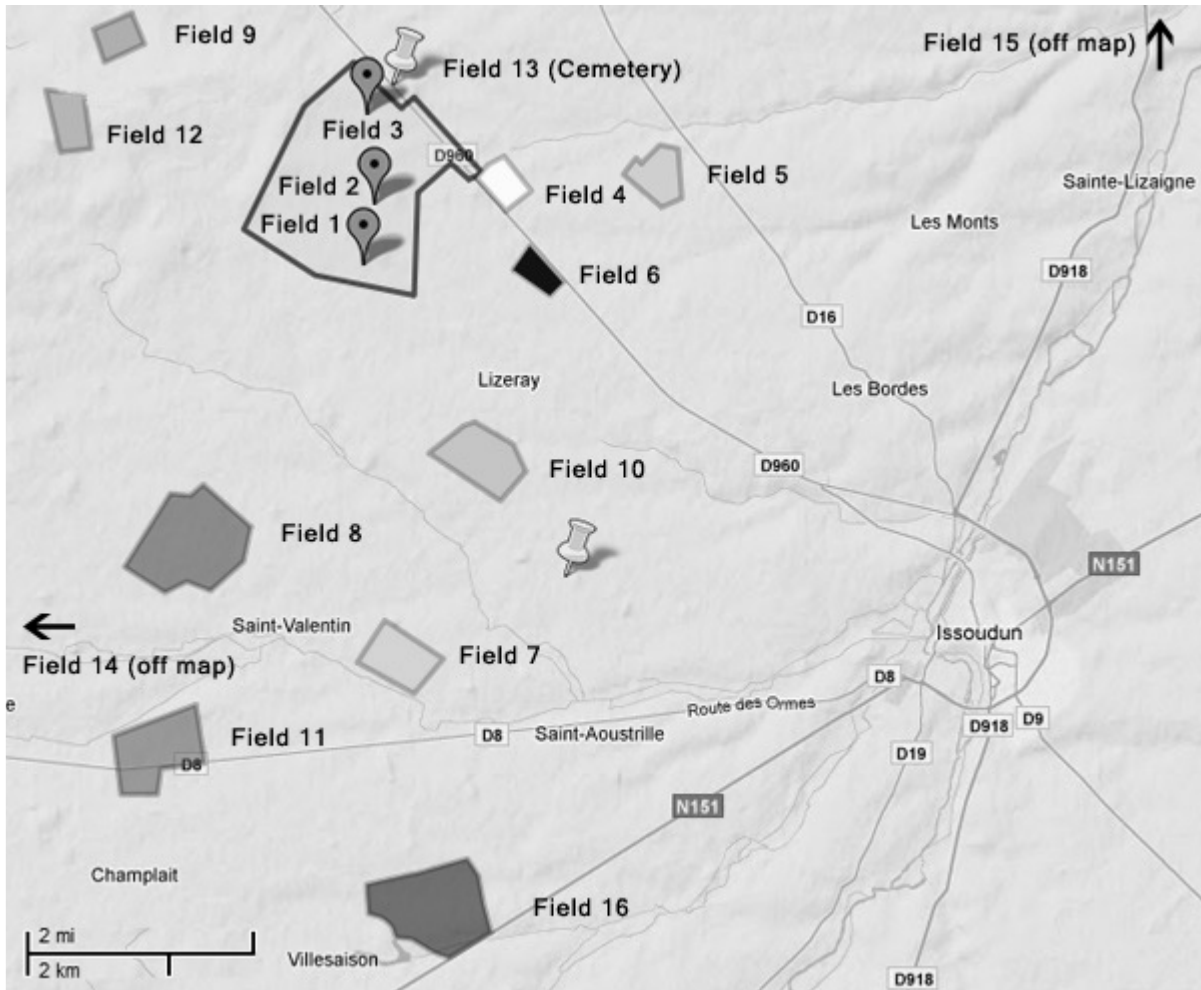 Field 9
Field 15 (off map)
Field 13 (Cemetery)
Field 12
Field 3
D960
Field 2
Field 4
Field 5
Sainte-Lizaigne
Field 1
Les Monts
Field 6
D918
D16
Lizeray
Les Bordes
Field 10
D960
Field 8
N151
Saint-Valentin
Issoudun
Field 14 (off map)
Field 7
D8
e
Route des Ormes
Field 11
D8
Saint-Aoustrille
D918
D9
D8
D19
N151
Champlait
Field 16
2 mi
Villesaison
2 km
D918